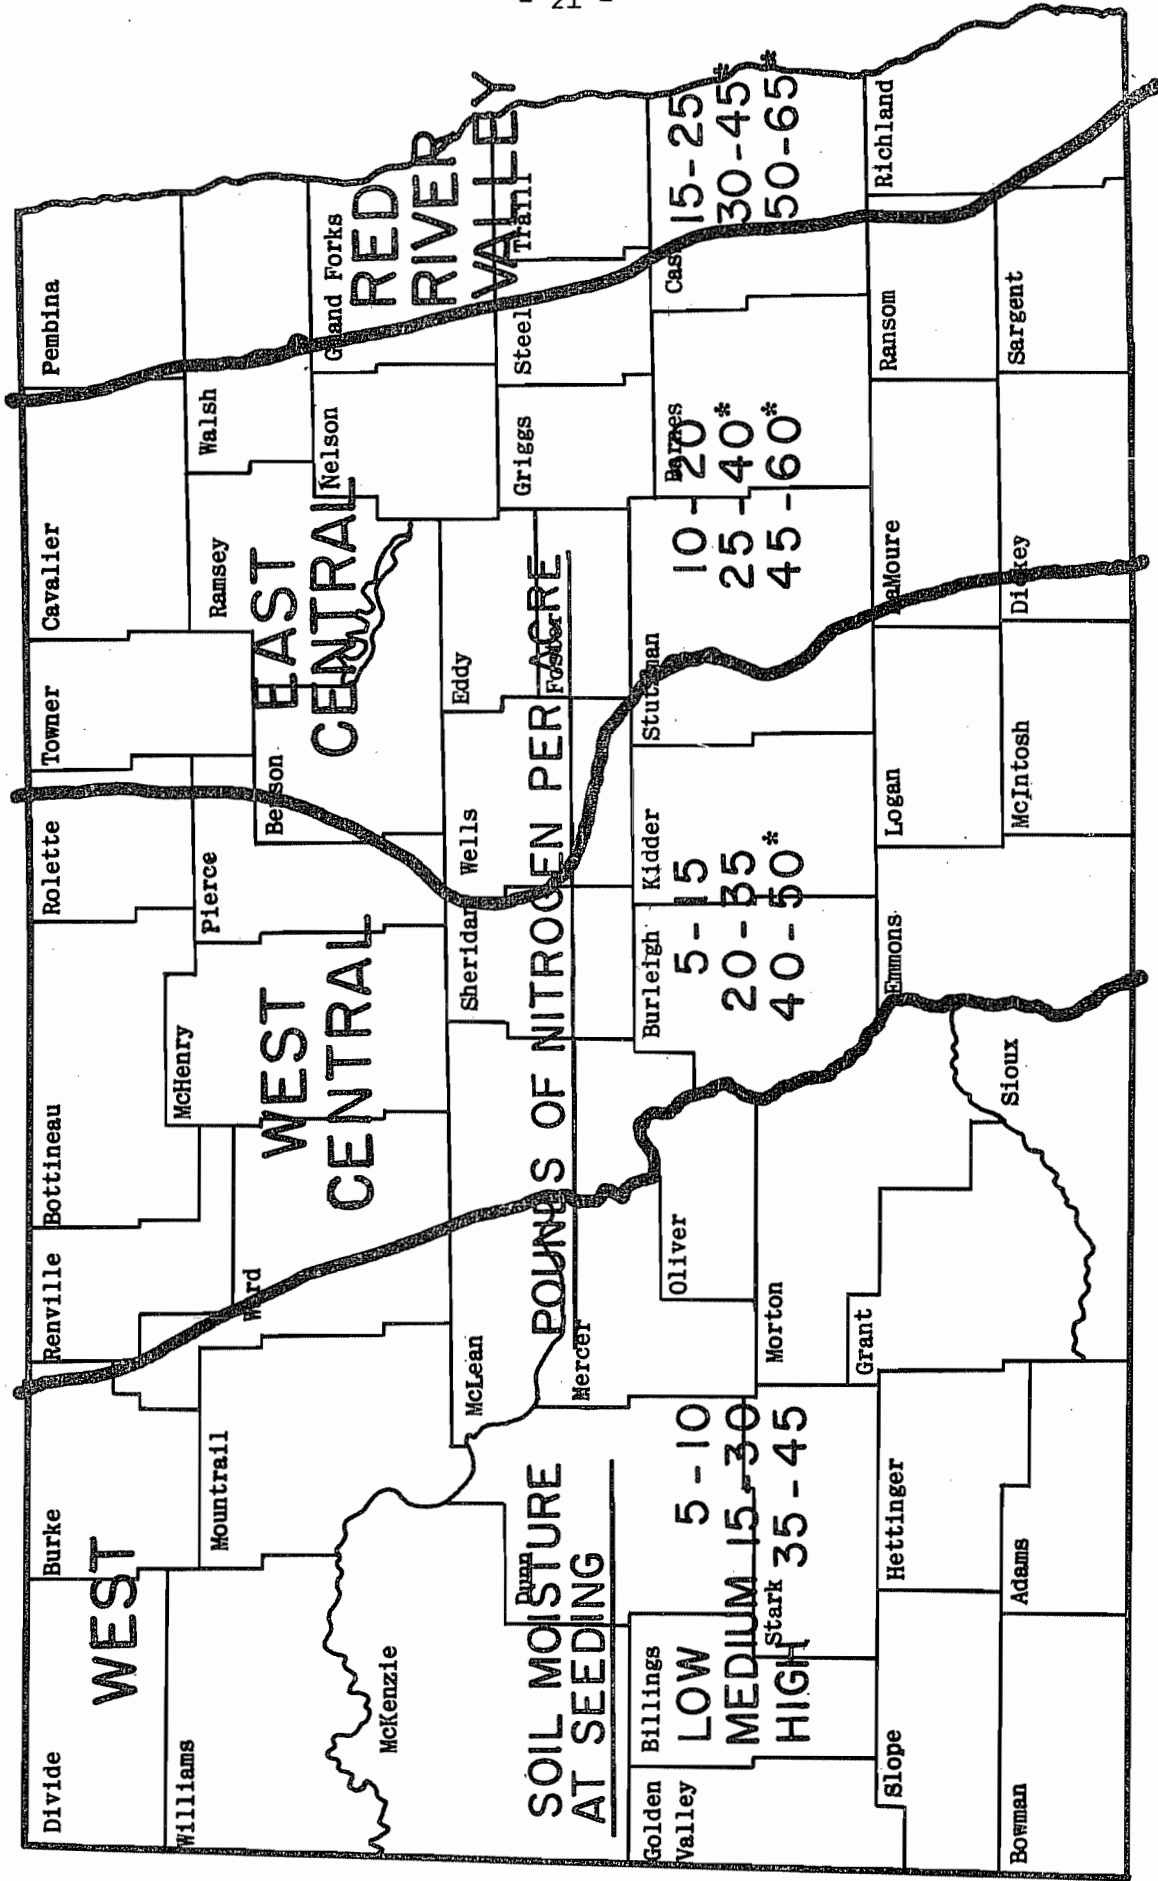 - 21 -
Divide
Burke
Renville
Bottineau
Rolette
Towner
Cavalier
Pembina
WEST
Williams
Mountrail
Ward
McHenry
Pierce
Benson
Ramsey
Walsh
WEST
CENTRAL
EAST
CENTRAL
Nelson
Grand Forks
RED
RIVER
VALLEY
McKenzie
McLean
Sheridan
Wells
Eddy
Griggs
Steel
Traill
Dunn
Mercer
Foster
SOIL MOISTURE
AT SEEDING
POUNDS OF NITROGEN PER ACRE
Golden
Valley
Billings
Oliver
Burleigh
Kidder
Stutsman
Barnes
Cass
LOW 5-10 5-15 10-20 15-25
MEDIUM 15-30 20-35 25-40* 30-45*
HIGH 35-45 40-50* 45-60* 50-65*
Stark
Morton
Grant
Slope
Hettinger
Emmons
Logan
LaMoure
Ransom
Richland
Bowman
Adams
Sioux
McIntosh
Dickey
Sargent